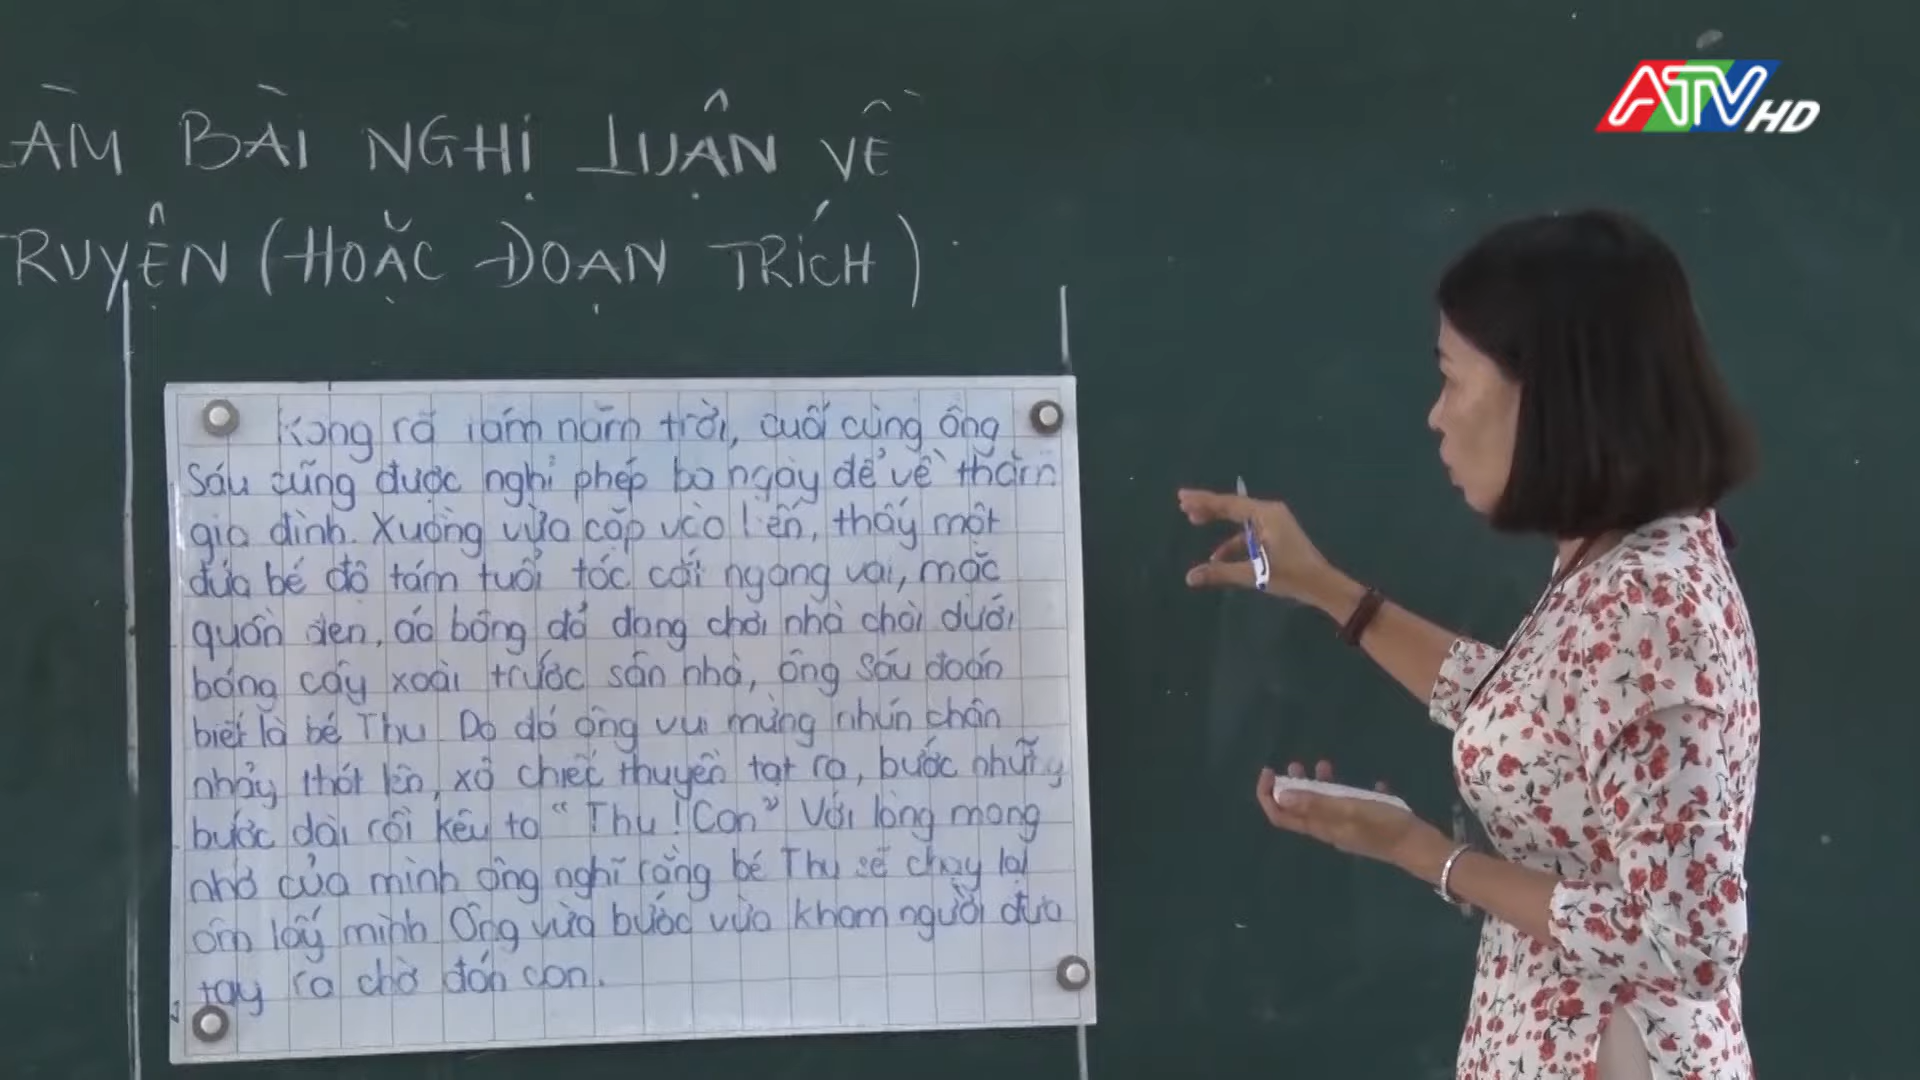 ÀM BÀI NGHỊ LUẬN VỀ
TRUYỆN (HOẶC ĐOẠN TRÍCH)
ATV HD
Ròng rã tám năm trời, cuối cùng ông
Sáu cũng được nghỉ phép ba ngày để về thăm
gia đình. Xuồng vừa cặp vào bến, thấy một
đứa bé độ tám tuổi tóc cắt ngang vai, mặc
quần đen, áo bông đỏ đang chơi nhà chòi dưới
bóng cây xoài trước sân nhà, ông Sáu đoán
biết là bé Thu. Do đó ông vui mừng nhún chân
nhảy thót lên, xô chiếc thuyền tạt ra, bước những
bước dài rồi kêu to "Thu! Con" Với lòng mong
nhớ của mình ông nghĩ rằng bé Thu sẽ chạy lại
ôm lấy mình Ông vừa bước vừa khom người đưa
tay ra chờ đón con.